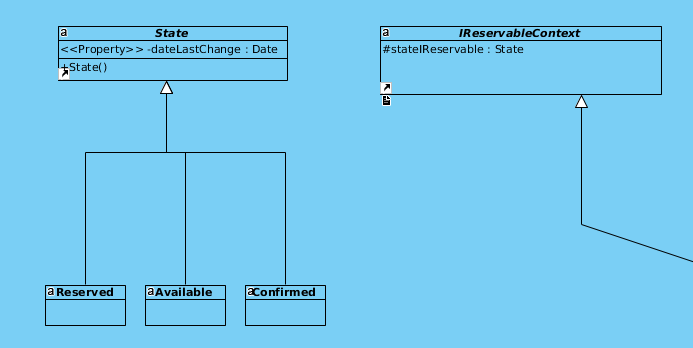 a
State
<<Property>> -dateLastChange : Date
+State()
a
IReservableContext
#stateIReservable : State
a Reserved
a Available
a Confirmed